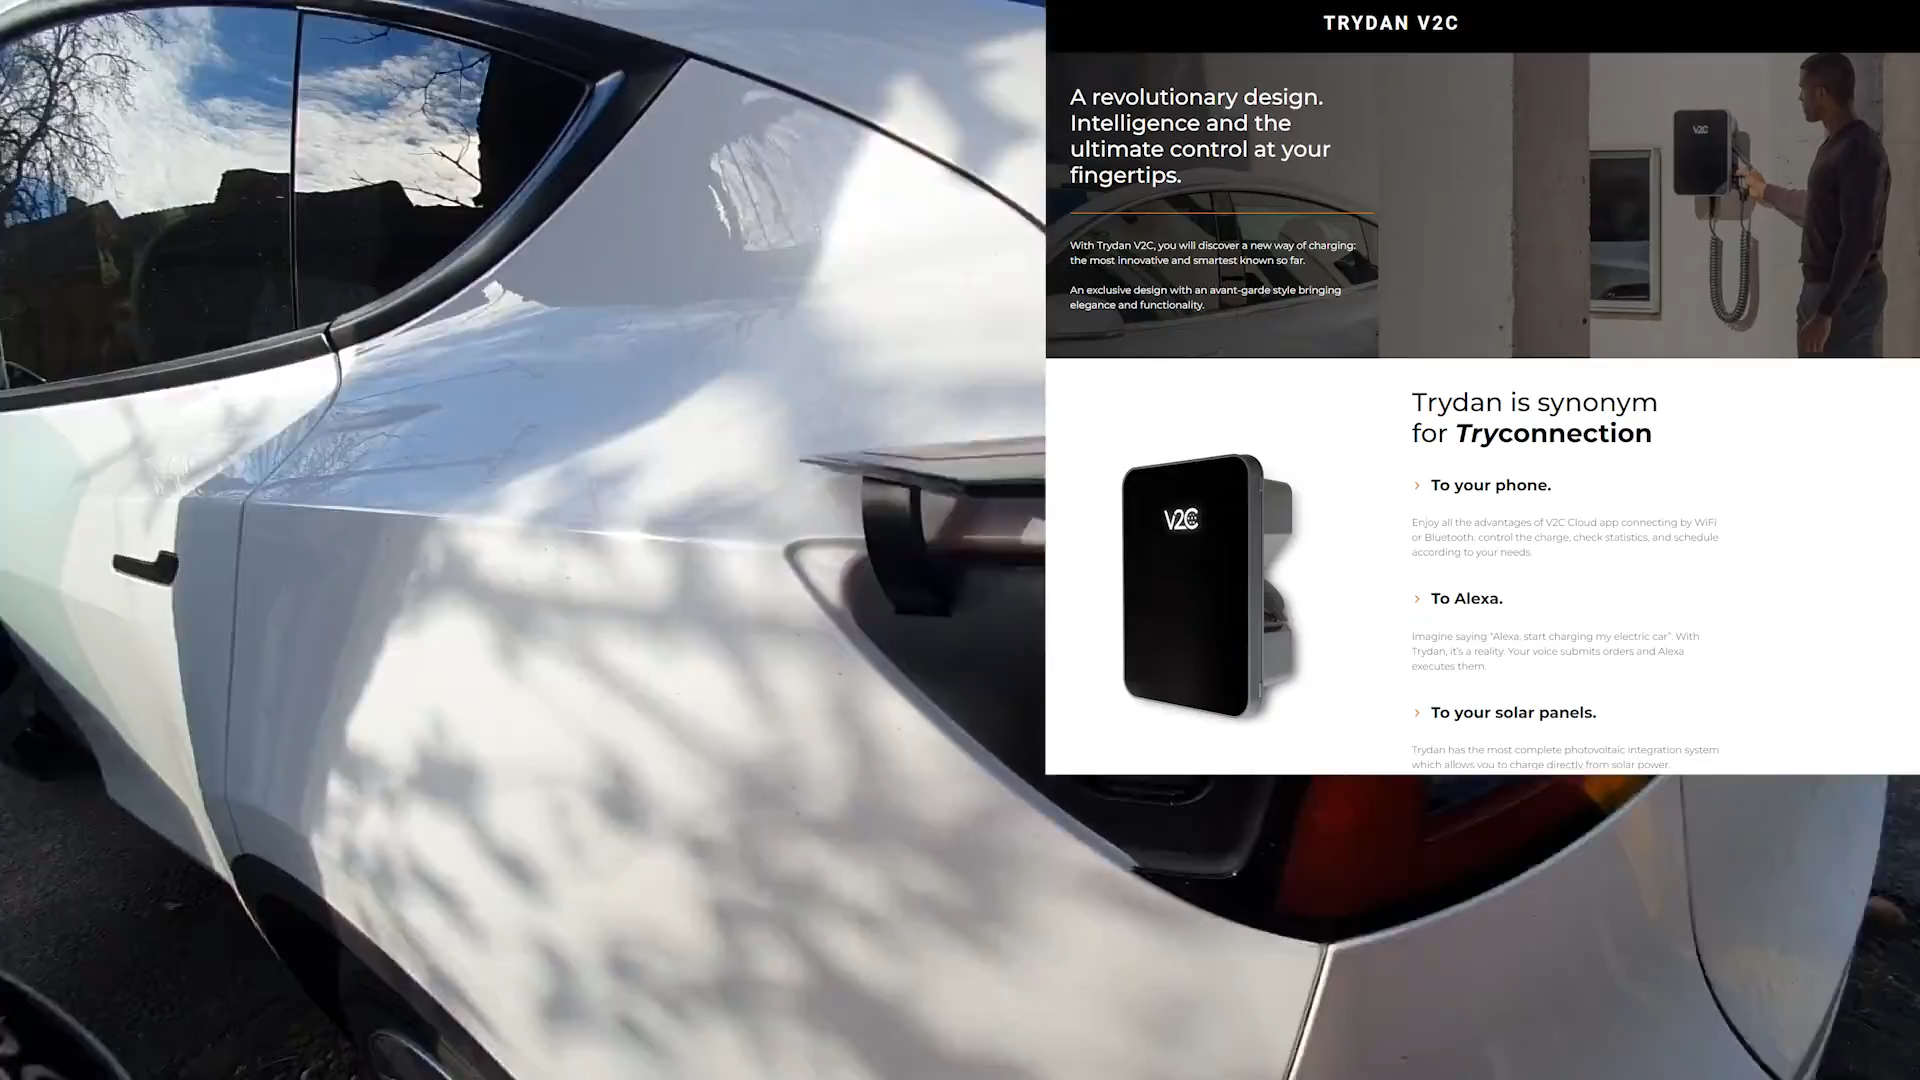 TRYDAN V2C
A revolutionary design.
Intelligence and the
ultimate control at your
fingertips.
With Trydan V2C, you will discover a new way of charging:
the most innovative and smartest known so far.
An exclusive design with an avant-garde style bringing
elegance and functionality.
V2C
Trydan is synonym
for Tryconnection
V2C
To your phone.
Enjoy all the advantages of V2C Cloud app connecting by WiFi
or Bluetooth, control the charge, check statistics, and schedule
according to your needs.
To Alexa.
Imagine saying “Alexa, start charging my electric car”. With
Trydan, it’s a reality. Your voice submits orders and Alexa
executes them.
To your solar panels.
Trydan has the most complete photovoltaic integration system
which allows you to charge directly from solar power.